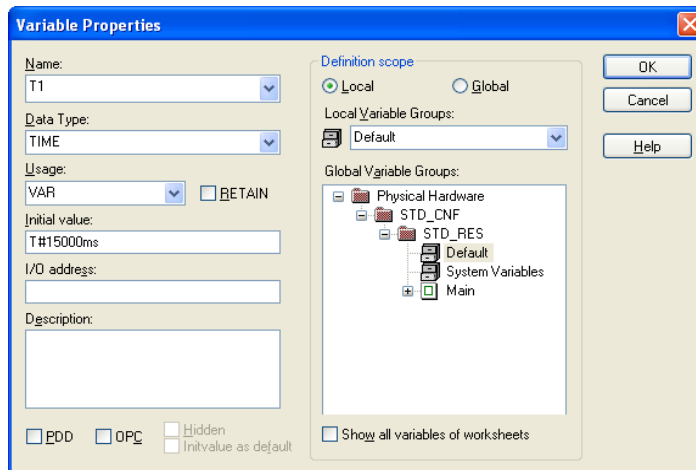 Variable Properties
Name:
T1
Data Type:
TIME
Usage:
VAR
RETAIN
Initial value:
T#15000ms
I/O address:
Description:
PDD
OPC
Hidden
Initvalue as default
Definition scope
Local
Global
Local Variable Groups:
Default
Global Variable Groups:
Physical Hardware
STD_CNF
STD_RES
Default
System Variables
Main
Show all variables of worksheets
OK
Cancel
Help